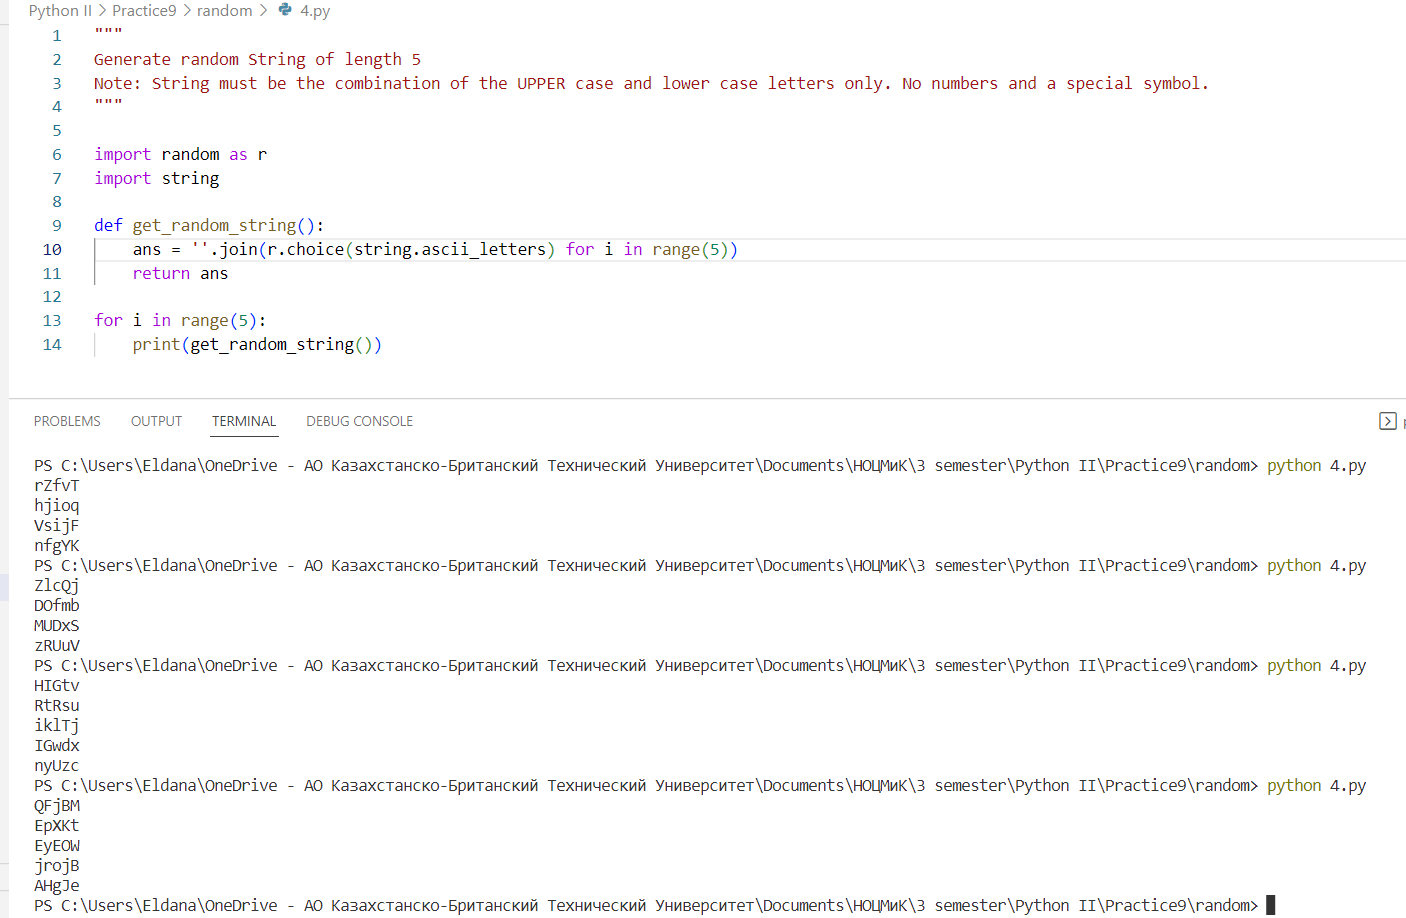 Python II > Practice9 > random > 4.py
1 """
2 Generate random String of length 5
3 Note: String must be the combination of the UPPER case and lower case letters only. No numbers and a special symbol.
4 """
5
6 import random as r
7 import string
8
9 def get_random_string():
10     ans = ''.join(r.choice(string.ascii_letters) for i in range(5))
11     return ans
12
13 for i in range(5):
14     print(get_random_string())
PROBLEMS OUTPUT TERMINAL DEBUG CONSOLE
PS C:\Users\Eldana\OneDrive - АО Казахстанско-Британский Технический Университет\Documents\НОЦМиК\3 semester\Python II\Practice9\random> python 4.py
rZfvT
hjioq
VsijF
nfgYK
PS C:\Users\Eldana\OneDrive - АО Казахстанско-Британский Технический Университет\Documents\НОЦМиК\3 semester\Python II\Practice9\random> python 4.py
ZlcQj
DOfmb
MUDxS
zRUuV
PS C:\Users\Eldana\OneDrive - АО Казахстанско-Британский Технический Университет\Documents\НОЦМиК\3 semester\Python II\Practice9\random> python 4.py
HIGtv
RtRsu
iklTj
IGwdx
nyUzc
PS C:\Users\Eldana\OneDrive - АО Казахстанско-Британский Технический Университет\Documents\НОЦМиК\3 semester\Python II\Practice9\random> python 4.py
QFjBM
EpXKt
EyEOW
jrojB
AHgJe
PS C:\Users\Eldana\OneDrive - АО Казахстанско-Британский Технический Университет\Documents\НОЦМиК\3 semester\Python II\Practice9\random>